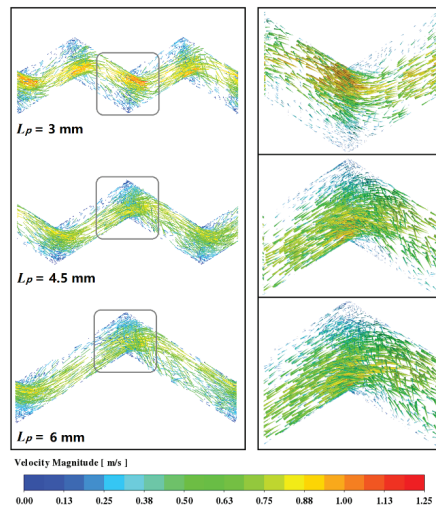 Lp = 3 mm
Lp = 4.5 mm
Lp = 6 mm
Velocity Magnitude [ m/s ]
0.00 0.13 0.25 0.38 0.50 0.63 0.75 0.88 1.00 1.13 1.25